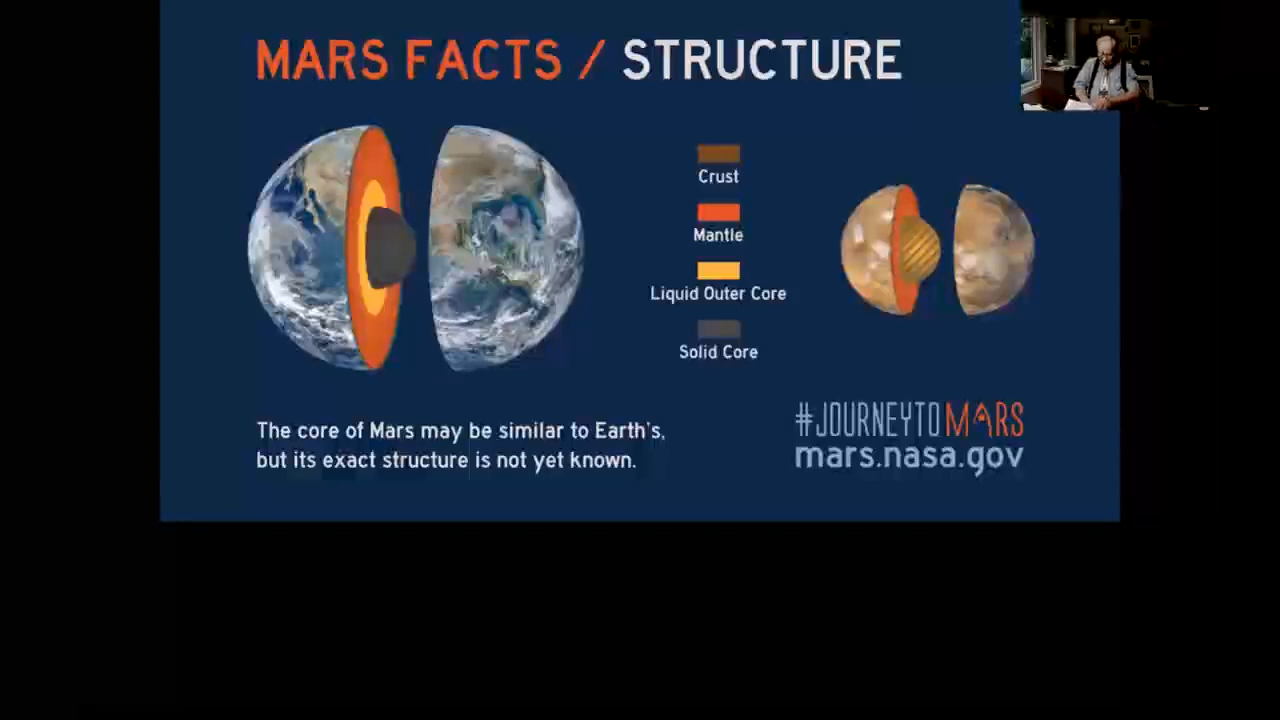 MARS FACTS / STRUCTURE
Crust
Mantle
Liquid Outer Core
Solid Core
The core of Mars may be similar to Earth's,
but its exact structure is not yet known.
#JOURNEYTOMARS
mars.nasa.gov